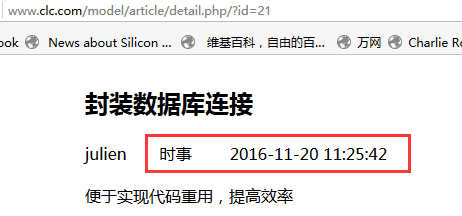 www.clc.com/model/article/detail.php/?id=21
News about Silicon ... 维基百科，自由的百... 万网 Charlie Ro
封装数据库连接
julien 时事 2016-11-20 11:25:42
便于实现代码重用，提高效率